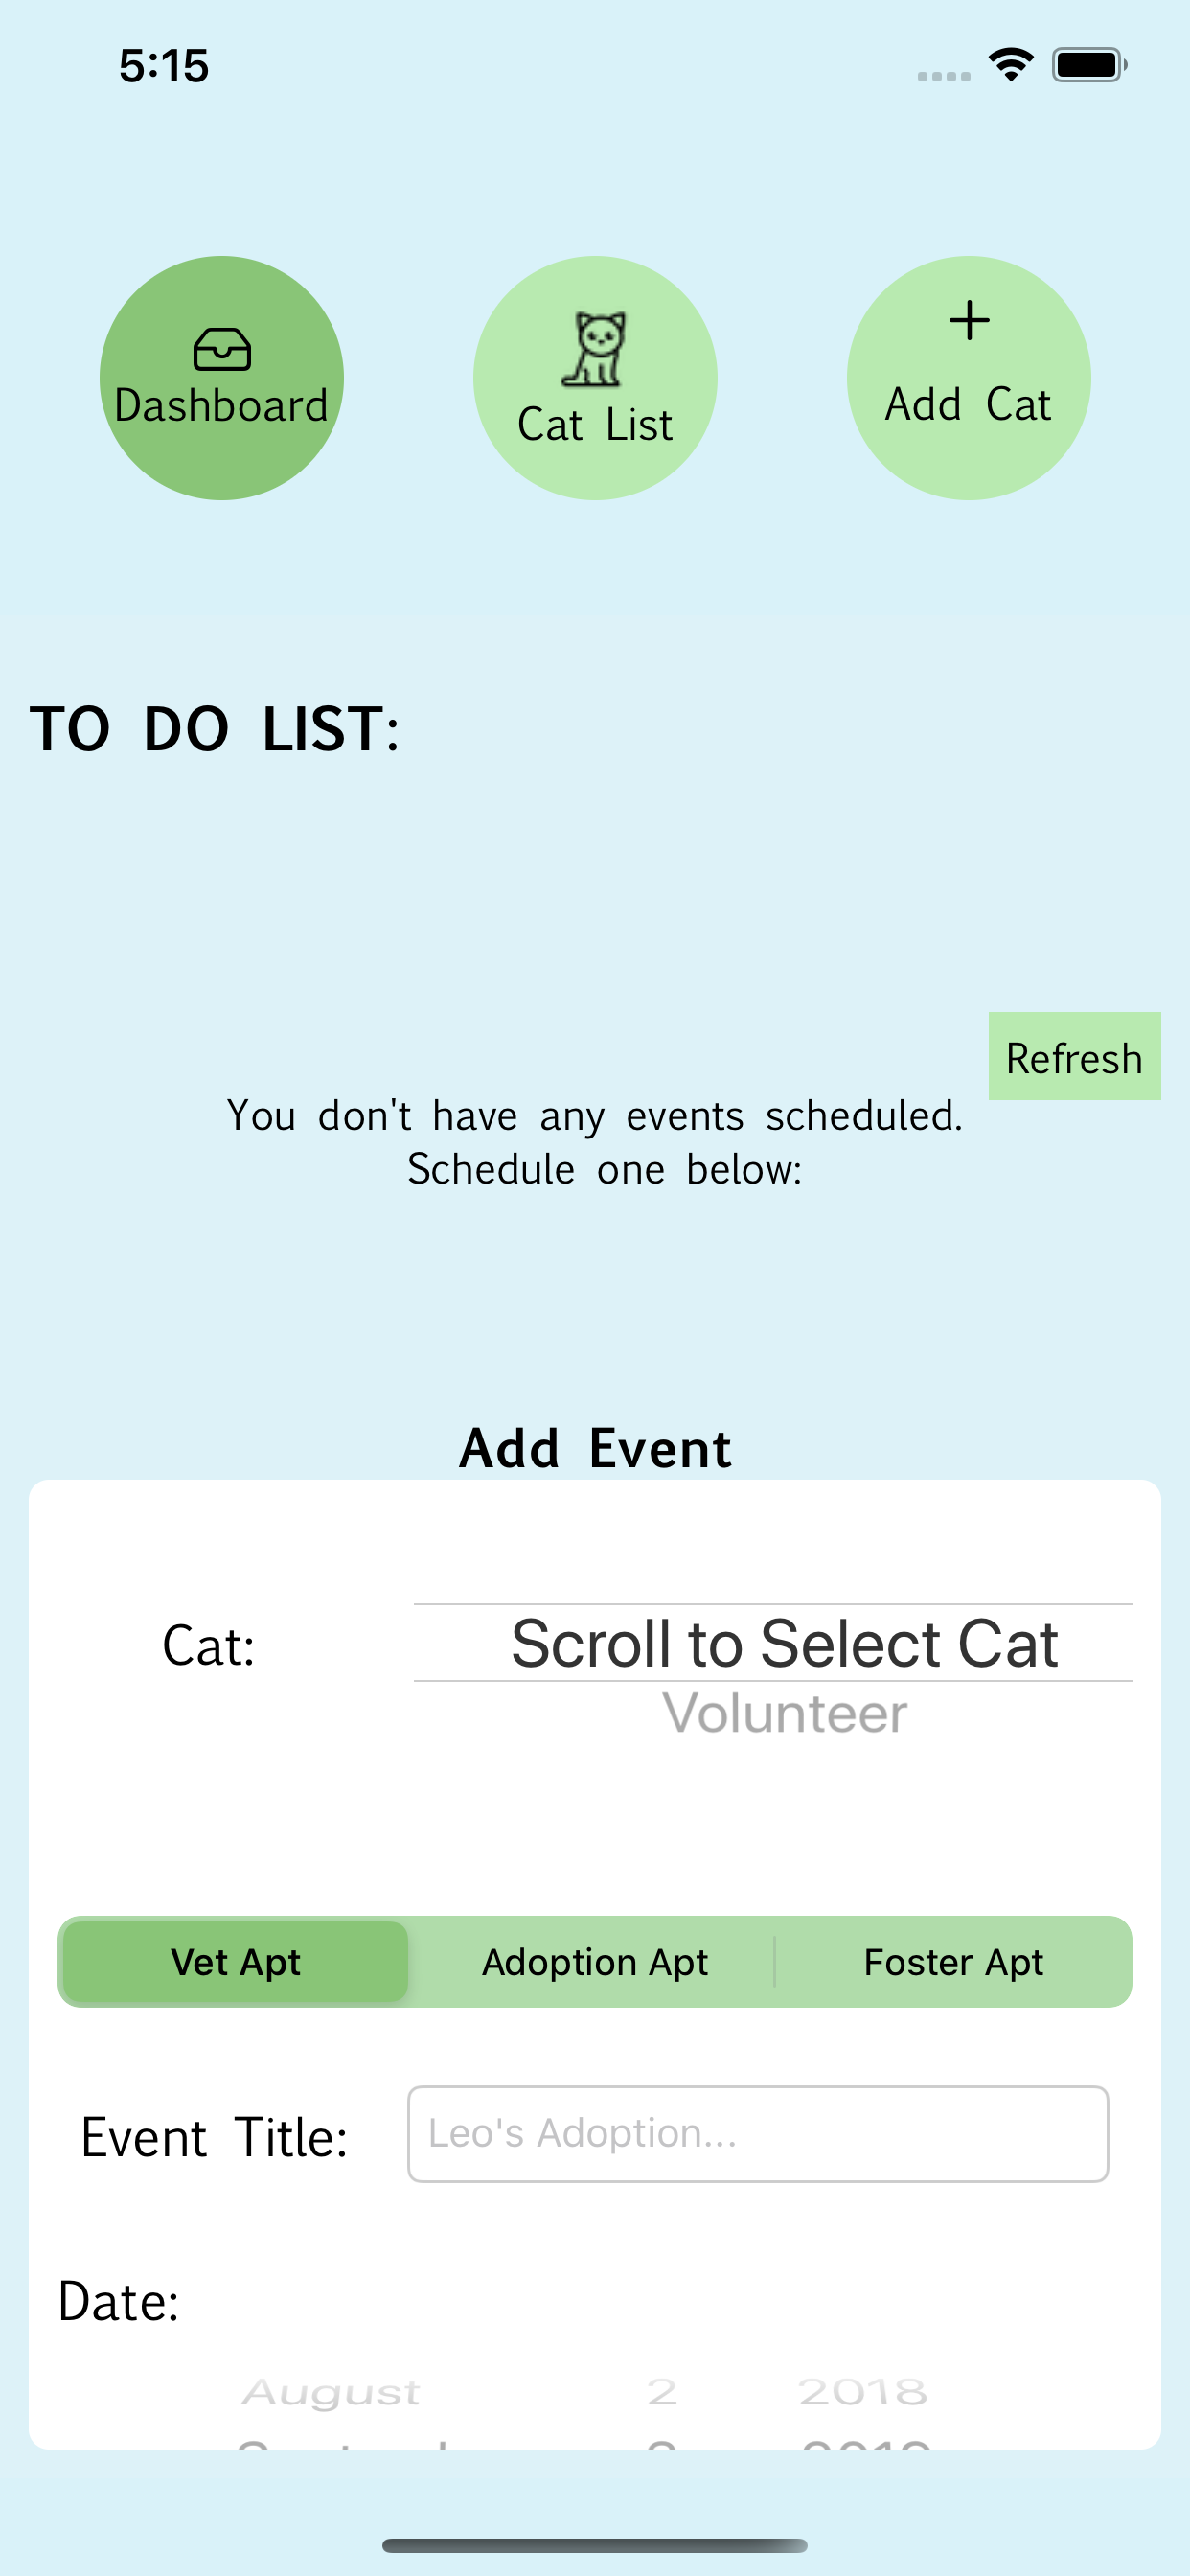 5:15
Dashboard
Cat List
Add Cat
TO DO LIST:
Refresh
You don't have any events scheduled.
Schedule one below:
Add Event
Cat:
Scroll to Select Cat
Volunteer
Vet Apt
Adoption Apt
Foster Apt
Event Title:
Leo's Adoption...
Date:
August 2 2018